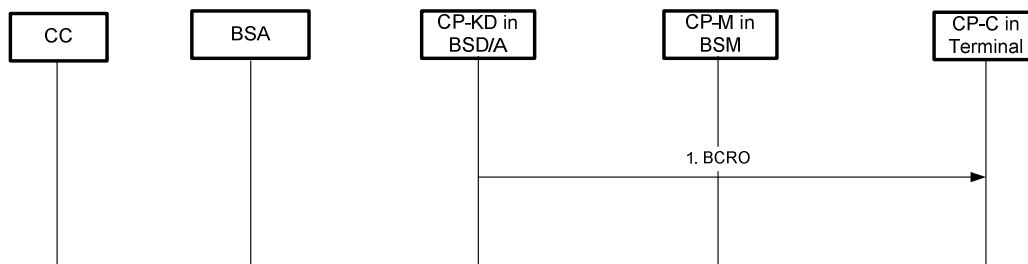 CC
BSA
CP-KD in
BSD/A
CP-M in
BSM
CP-C in
Terminal
1. BCRO